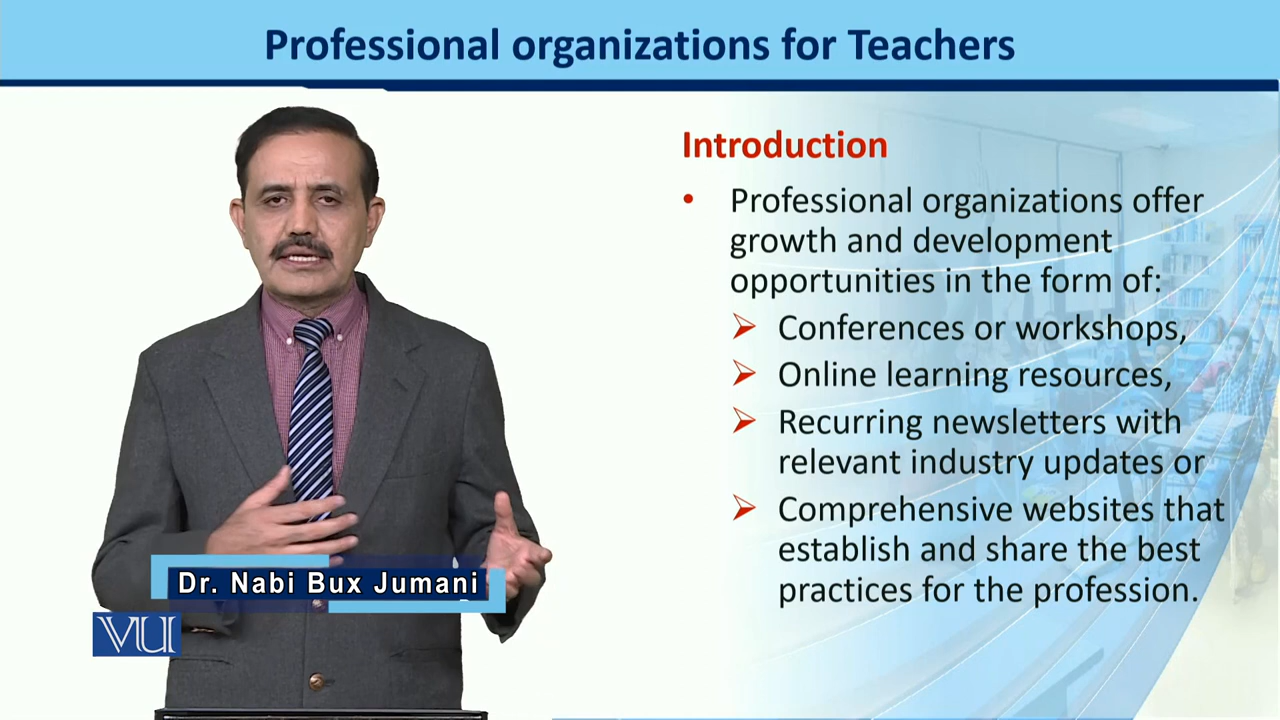 Professional organizations for Teachers
Introduction
• Professional organizations offer
growth and development
opportunities in the form of:
➢ Conferences or workshops,
➢ Online learning resources,
➢ Recurring newsletters with
relevant industry updates or
➢ Comprehensive websites that
establish and share the best
practices for the profession.
Dr. Nabi Bux Jumani
VU